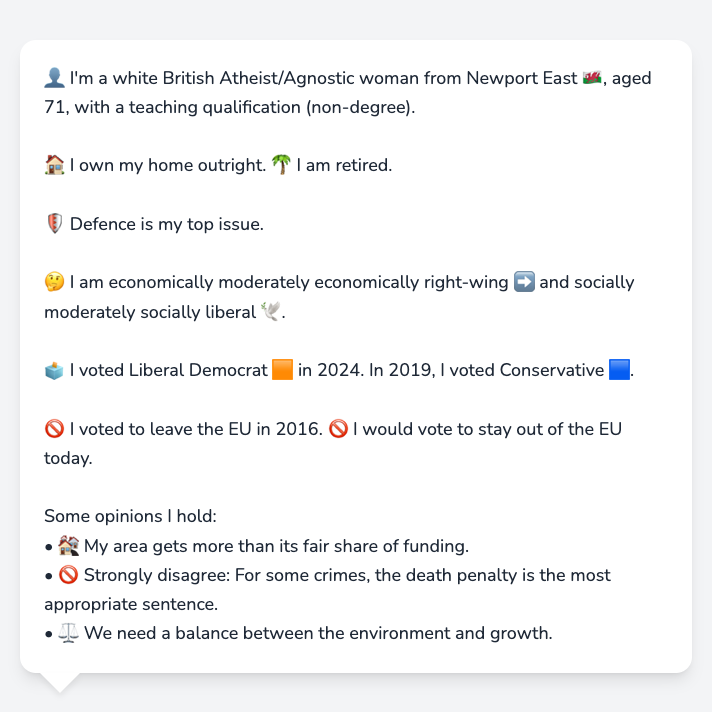 👤 I'm a white British Atheist/Agnostic woman from Newport East 🏴󠁧󠁢󠁷󠁬󠁳󠁿, aged
71, with a teaching qualification (non-degree).
🏠 I own my home outright. 🌴 I am retired.
🛡️ Defence is my top issue.
🤔 I am economically moderately economically right-wing ➡️ and socially
moderately socially liberal 🕊️.
🗳️ I voted Liberal Democrat 🟧 in 2024. In 2019, I voted Conservative 🟦.
🚫 I voted to leave the EU in 2016. 🚫 I would vote to stay out of the EU
today.
Some opinions I hold:
• 🏘️ My area gets more than its fair share of funding.
• 🚫 Strongly disagree: For some crimes, the death penalty is the most
appropriate sentence.
• ⚖️ We need a balance between the environment and growth.